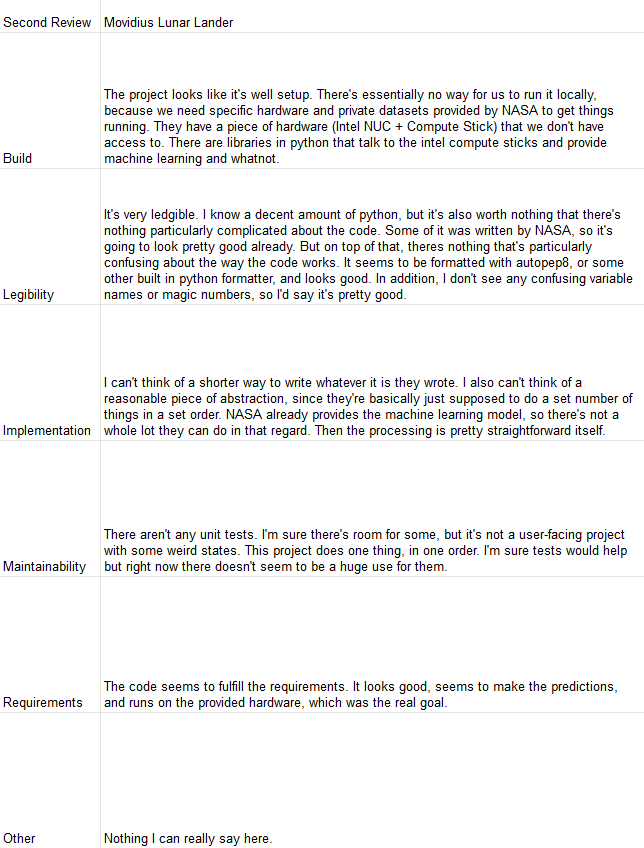 Second Review Movidius Lunar Lander
The project looks like it's well setup. There's essentially no way for us to run it locally,
because we need specific hardware and private datasets provided by NASA to get things
running. They have a piece of hardware (Intel NUC + Compute Stick) that we don't have
access to. There are libraries in python that talk to the intel compute sticks and provide
Build machine learning and whatnot.
It's very ledgible. I know a decent amount of python, but it's also worth nothing that there's
nothing particularly complicated about the code. Some of it was written by NASA, so it's
going to look pretty good already. But on top of that, theres nothing that's particularly
confusing about the way the code works. It seems to be formatted with autopep8, or some
other built in python formatter, and looks good. In addition, I don't see any confusing variable
Legibility names or magic numbers, so I'd say it's pretty good.
I can't think of a shorter way to write whatever it is they wrote. I also can't think of a
reasonable piece of abstraction, since they're basically just supposed to do a set number of
things in a set order. NASA already provides the machine learning model, so there's not a
Implementation whole lot they can do in that regard. Then the processing is pretty straightforward itself.
There aren't any unit tests. I'm sure there's room for some, but it's not a user-facing project
with some weird states. This project does one thing, in one order. I'm sure tests would help
Maintainability but right now there doesn't seem to be a huge use for them.
The code seems to fulfill the requirements. It looks good, seems to make the predictions,
Requirements and runs on the provided hardware, which was the real goal.
Other Nothing I can really say here.